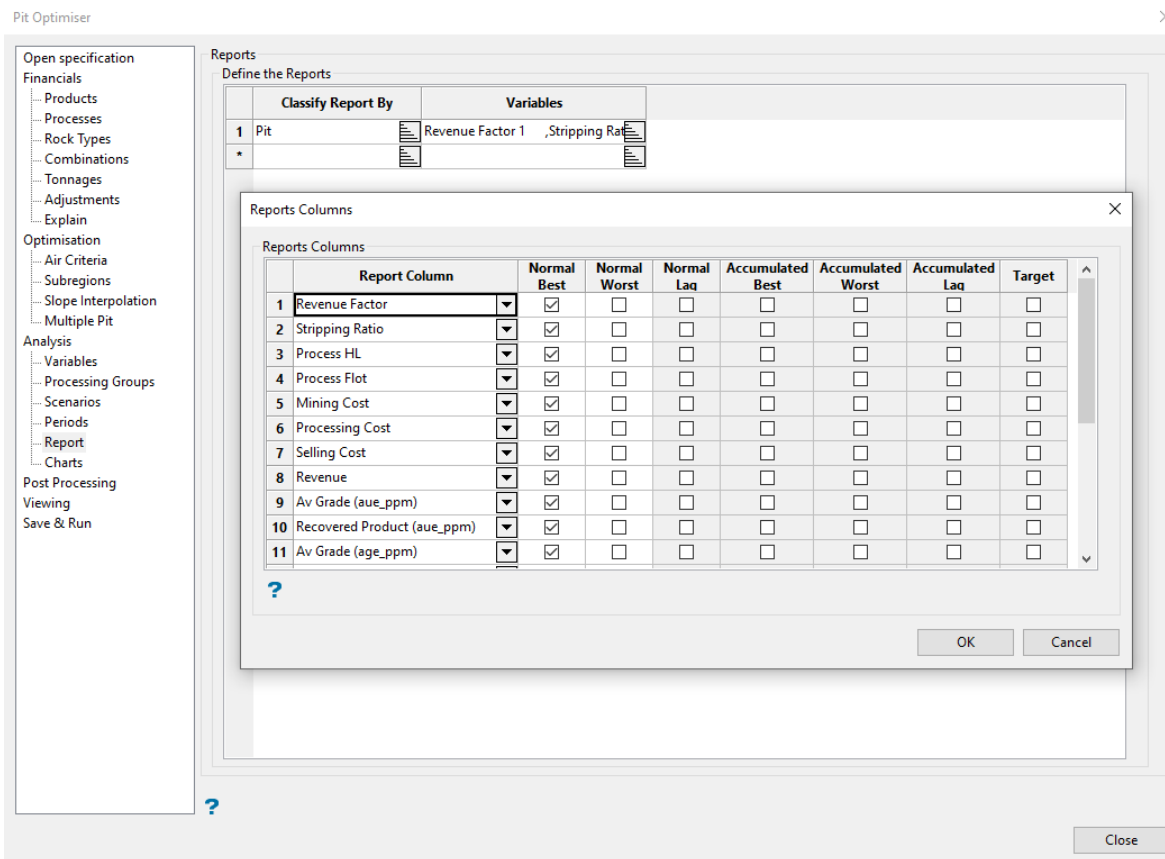 Pit Optimiser
Open specification
Financials
Products
Processes
Rock Types
Combinations
Tonnages
Adjustments
Explain
Optimisation
Air Criteria
Subregions
Slope Interpolation
Multiple Pit
Analysis
Variables
Processing Groups
Scenarios
Periods
Report
Charts
Post Processing
Viewing
Save & Run
Reports
Define the Reports
Classify Report By Variables
1 Pit Revenue Factor 1 ,Stripping Rat
*
Reports Columns
Reports Columns
Report Column Normal Best Normal Worst Normal Lag Accumulated Best Accumulated Worst Accumulated Lag Target
1 Revenue Factor
2 Stripping Ratio
3 Process HL
4 Process Flot
5 Mining Cost
6 Processing Cost
7 Selling Cost
8 Revenue
9 Av Grade (aue_ppm)
10 Recovered Product (aue_ppm)
11 Av Grade (age_ppm)
?
OK Cancel
?
Close